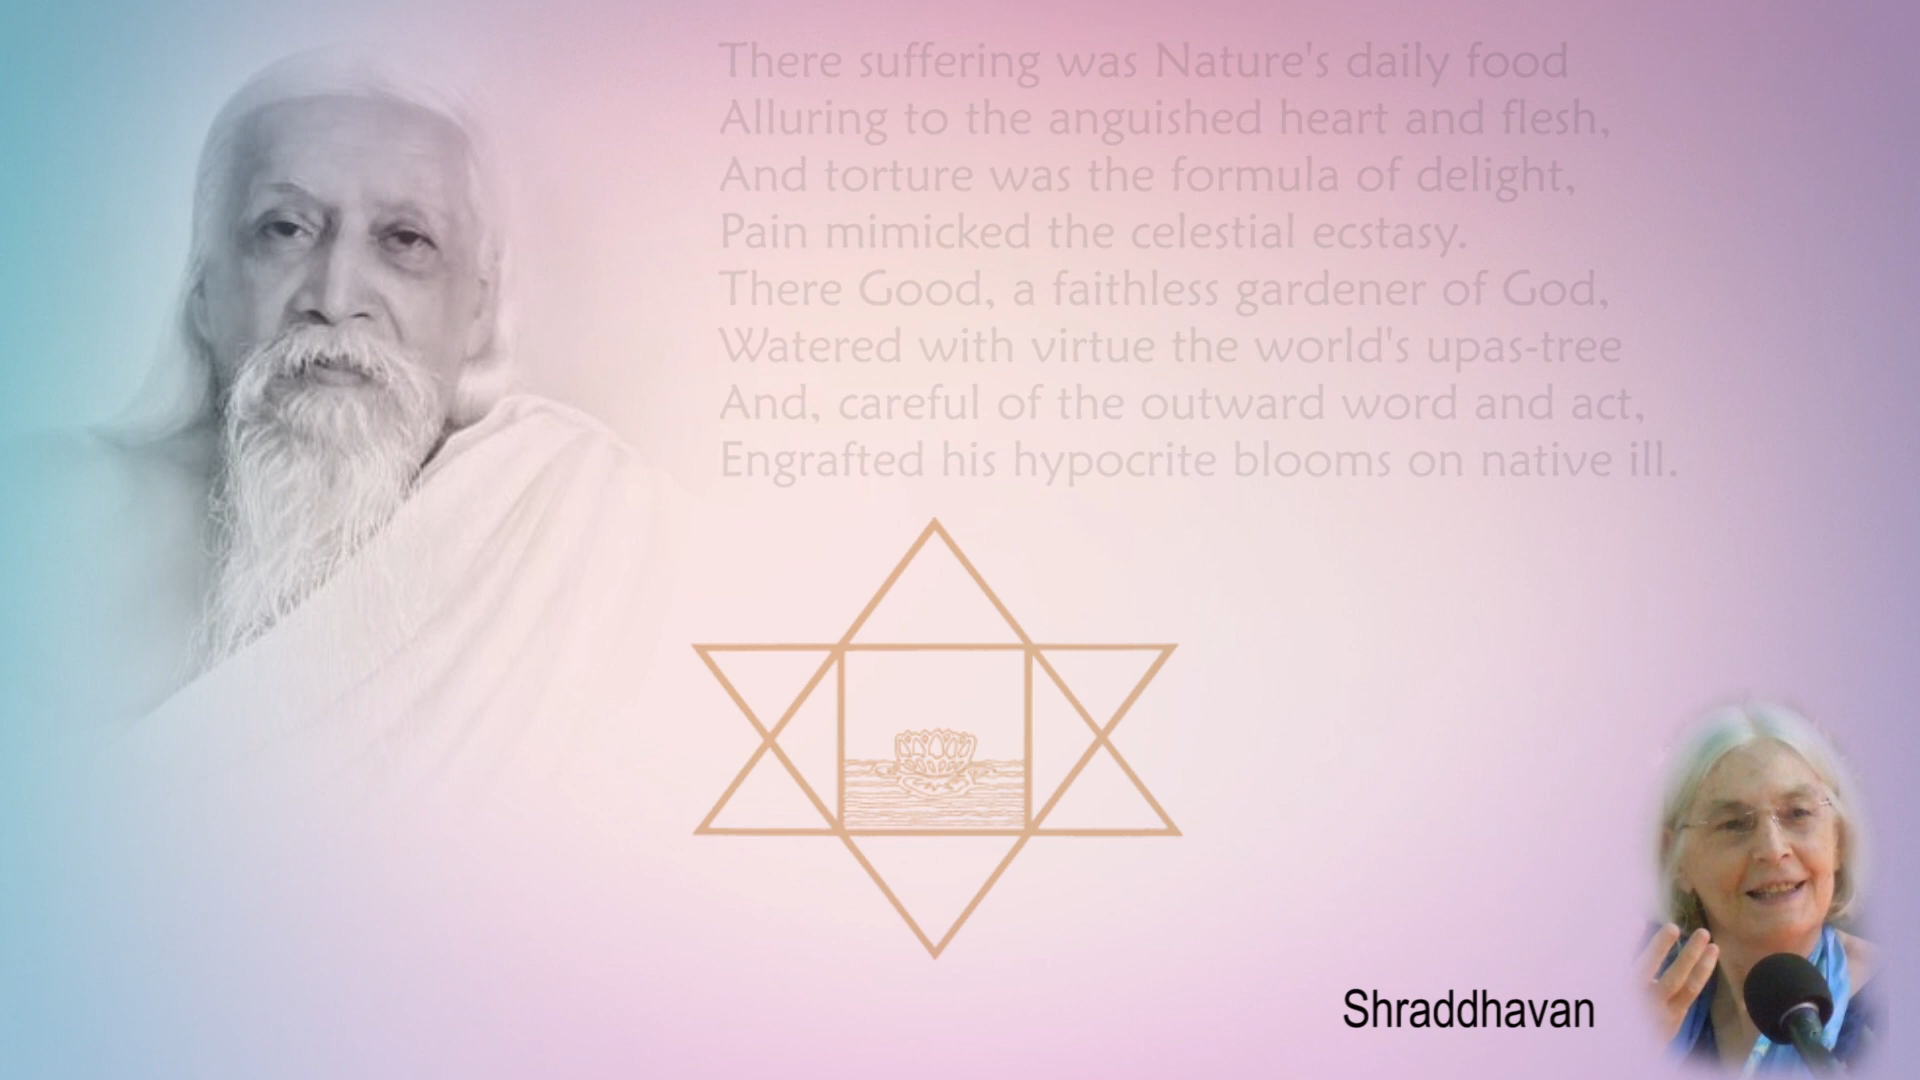 There suffering was Nature's daily food
Alluring to the anguished heart and flesh,
And torture was the formula of delight,
Pain mimicked the celestial ecstasy.
There Good, a faithless gardener of God,
Watered with virtue the world's upas-tree
And, careful of the outward word and act,
Engrafted his hypocrite blooms on native ill.
Shraddhavan